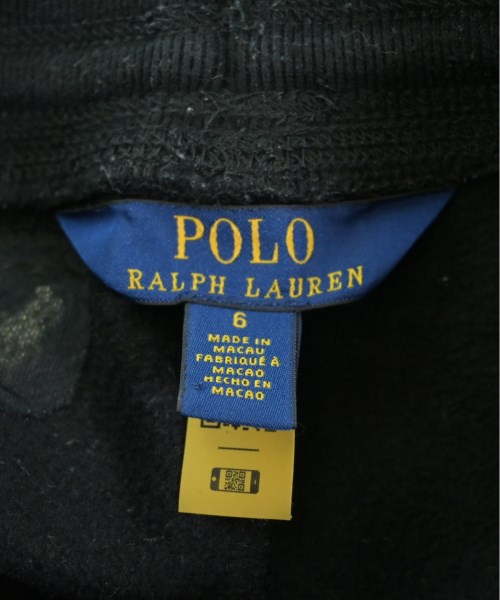 POLO
RALPH LAUREN
6
MADE IN
MACAU
FABRIQUÉ À
MACAO
HECHO EN
MACAO